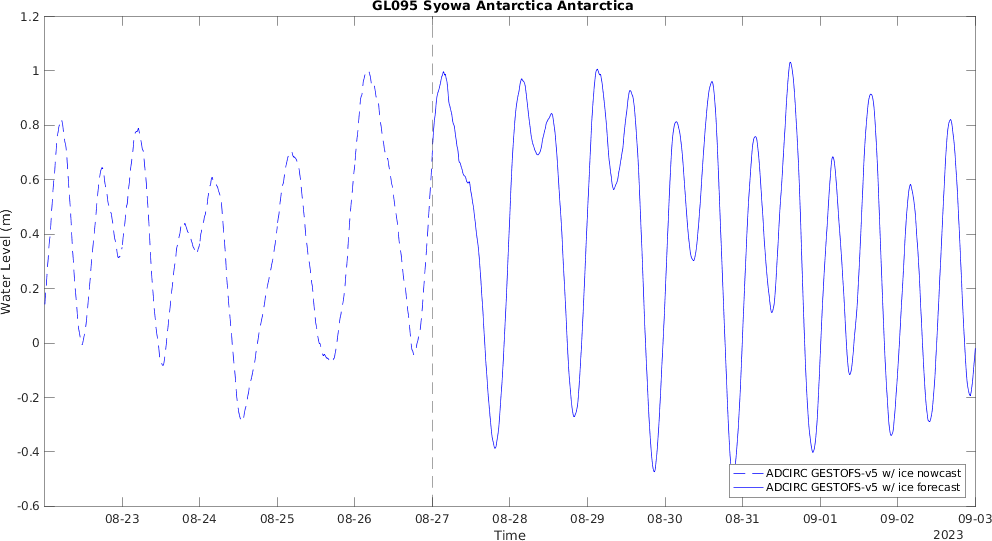 GL095 Syowa Antarctica Antarctica
1.2
1
0.8
0.6
0.4
0.2
0
-0.2
-0.4
-0.6
Water Level (m)
ADCIRC GESTOFS-v5 w/ ice nowcast
ADCIRC GESTOFS-v5 w/ ice forecast
08-23 08-24 08-25 08-26 08-27 08-28 08-29 08-30 08-31 09-01 09-02 09-03
Time
2023